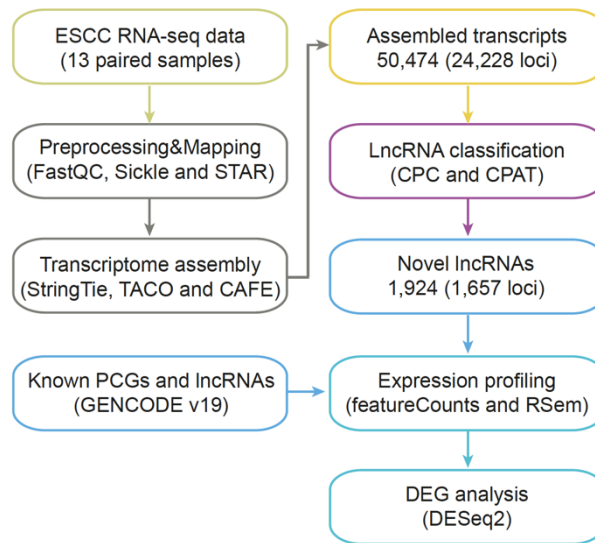 ESCC RNA-seq data
(13 paired samples)
Preprocessing&Mapping
(FastQC, Sickle and STAR)
Transcriptome assembly
(StringTie, TACO and CAFE)
Assembled transcripts
50,474 (24,228 loci)
LncRNA classification
(CPC and CPAT)
Novel lncRNAs
1,924 (1,657 loci)
Known PCGs and lncRNAs
(GENCODE v19)
Expression profiling
(featureCounts and RSem)
DEG analysis
(DESeq2)